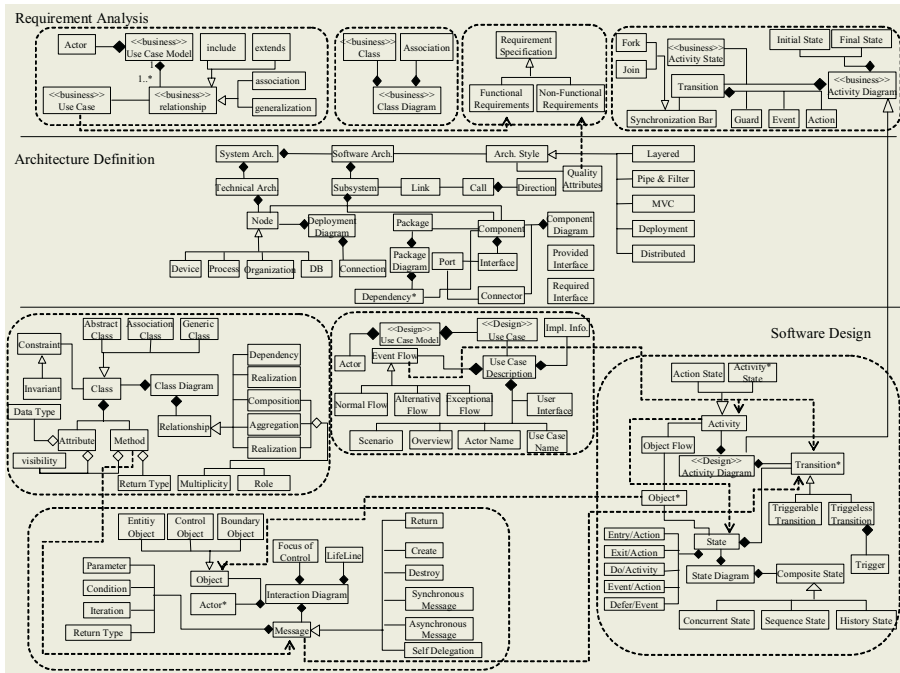 Requirement Analysis
Actor
<<business>>
Use Case Model
include
extends
1
1..*
<<business>>
Use Case
<<business>>
relationship
association
generalization
<<business>>
Class
Association
<<business>>
Class Diagram
Requirement
Specification
Functional
Requirements
Non-Functional
Requirements
Fork
Join
<<business>>
Activity State
Transition
Initial State
Final State
<<business>>
Activity Diagram
Synchronization Bar
Guard
Event
Action
Architecture Definition
System Arch.
Software Arch.
Arch. Style
Layered
Technical Arch.
Subsystem
Link
Call
Direction
Quality
Attributes
Pipe & Filter
MVC
Deployment
Distributed
Node
Deployment
Diagram
Package
Component
Component
Diagram
Package
Diagram
Port
Interface
Provided
Interface
Device
Process
Organization
DB
Connection
Dependency*
Connector
Required
Interface
Software Design
Abstract
Class
Association
Class
Generic
Class
Constraint
Invariant
Class
Class Diagram
Dependency
Realization
Composition
Aggregation
Realization
Data Type
Attribute
Method
Relationship
visibility
Return Type
Multiplicity
Role
<<Design>>
Use Case Model
<<Design>>
Use Case
Impl. Info.
Actor
Event Flow
Use Case
Description
Normal Flow
Alternative
Flow
Exceptional
Flow
User
Interface
Scenario
Overview
Actor Name
Use Case
Name
Action State
Activity*
State
Activity
Object Flow
<<Design>>
Activity Diagram
Transition*
Object*
Triggerable
Transition
Triggeless
Transition
Trigger
Entry/Action
Exit/Action
Do/Activity
Event/Action
Defer/Event
State
State Diagram
Composite State
Concurrent State
Sequence State
History State
Entitiy
Object
Control
Object
Boundary
Object
Focus of
Control
LifeLine
Return
Create
Destroy
Synchronous
Message
Asynchronous
Message
Self Delegation
Parameter
Condition
Iteration
Return Type
Object
Actor*
Interaction Diagram
Message